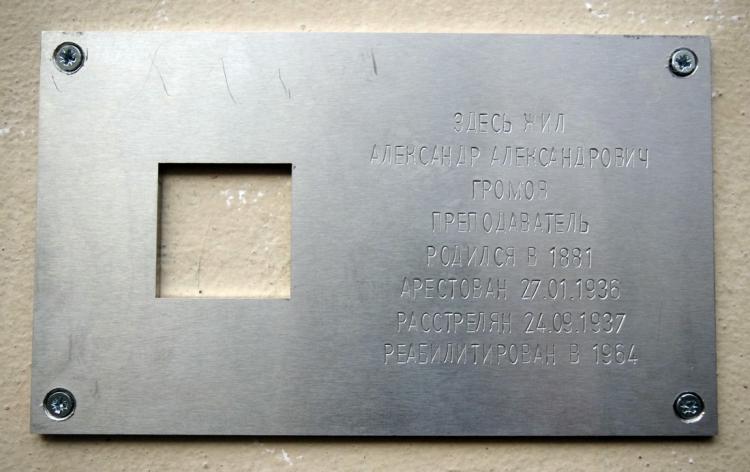 ЗДЕСЬ ЖИЛ
АЛЕКСАНДР АЛЕКСАНДРОВИЧ
ГРОМОВ
ПРЕПОДАВАТЕЛЬ
РОДИЛСЯ В 1881
АРЕСТОВАН 27.01.1936
РАССТРЕЛЯН 24.09.1937
РЕАБИЛИТИРОВАН В 1964